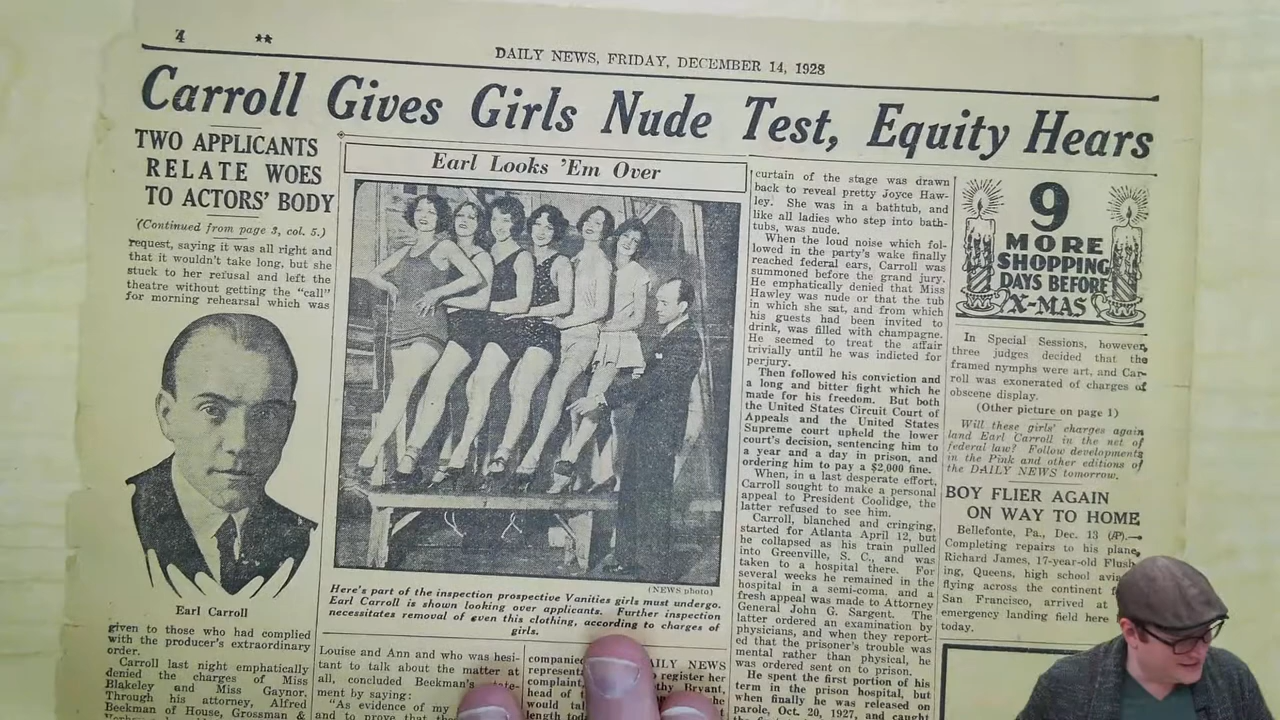 4
**
DAILY NEWS, FRIDAY, DECEMBER 14, 1928
Carroll Gives Girls Nude Test, Equity Hears
TWO APPLICANTS
RELATE WOES
TO ACTORS' BODY
(Continued from page 3, col. 5.)
request, saying it was all right and
that it wouldn't take long, but she
stuck to her refusal and left the
theatre without getting the "call"
for morning rehearsal which was
Earl Carroll
given to those who had complied
with the producer's extraordinary
order.
Carroll last night emphatically
denied the charges of Miss
Blakeley and Miss Gaynor.
Through his attorney, Alfred
Beekman of House, Grossman &
Earl Looks 'Em Over
(NEWS photo)
Here's part of the inspection prospective Vanities girls must undergo.
Earl Carroll is shown looking over applicants. Further inspection
necessitates removal of even this clothing, according to charges of
girls.
Louise and Ann and who was hesi-
tant to talk about the matter at
all, concluded Beekman's
ment by saying:
"As evidence of my
and to prove that
companied
represent
complaint,
head of
would
length
DAILY NEWS
register her
Bryant,
the
curtain of the stage was drawn
back to reveal pretty Joyce Haw-
ley. She was in a bathtub, and
like all ladies who step into bath-
tubs, was nude.
When the loud noise which fol-
lowed in the party's wake finally
reached federal ears, Carroll was
summoned before the grand jury.
He emphatically denied that Miss
Hawley was nude or that the tub
in which she sat, and from which
his guests had been invited to
drink, was filled with champagne.
He seemed to treat the affair
trivially until he was indicted for
perjury.
Then followed his conviction and
a long and bitter fight which he
made for his freedom. But both
the United States Circuit Court of
Appeals and the United States
Supreme court upheld the lower
court's decision, sentencing him to
a year and a day in prison, and
ordering him to pay a $2,000 fine.
When, in a last desperate effort,
Carroll sought to make a personal
appeal to President Coolidge, the
latter refused to see him.
Carroll, blanched and cringing,
started for Atlanta April 12, but
he collapsed as his train pulled
into Greenville, S. C., and was
taken to a hospital there. For
several weeks he remained in the
hospital in a semi-coma, and a
fresh appeal was made to Attorney
General John G. Sargent. The
latter ordered an examination by
physicians, and when they report-
ed that the prisoner's trouble was
mental rather than physical, he
was ordered sent on to prison.
He spent the first portion of his
term in the prison hospital, but
when finally he was released on
parole, Oct. 20, 1927, and caught
9
MORE
SHOPPING
DAYS BEFORE
X-MAS
In Special Sessions, however,
three judges decided that the
framed nymphs were art, and Car-
roll was exonerated of charges of
obscene display.
(Other picture on page 1)
Will these girls' charges again
land Earl Carroll in the net of
federal law? Follow developments
in the Pink and other editions of
the DAILY NEWS tomorrow.
BOY FLIER AGAIN
ON WAY TO HOME
Bellefonte, Pa., Dec. 13 (AP).—
Completing repairs to his plane,
Richard James, 17-year-old Flush-
ing, Queens, high school
flying across the continent
San Francisco, arrived at
emergency landing field here
today.